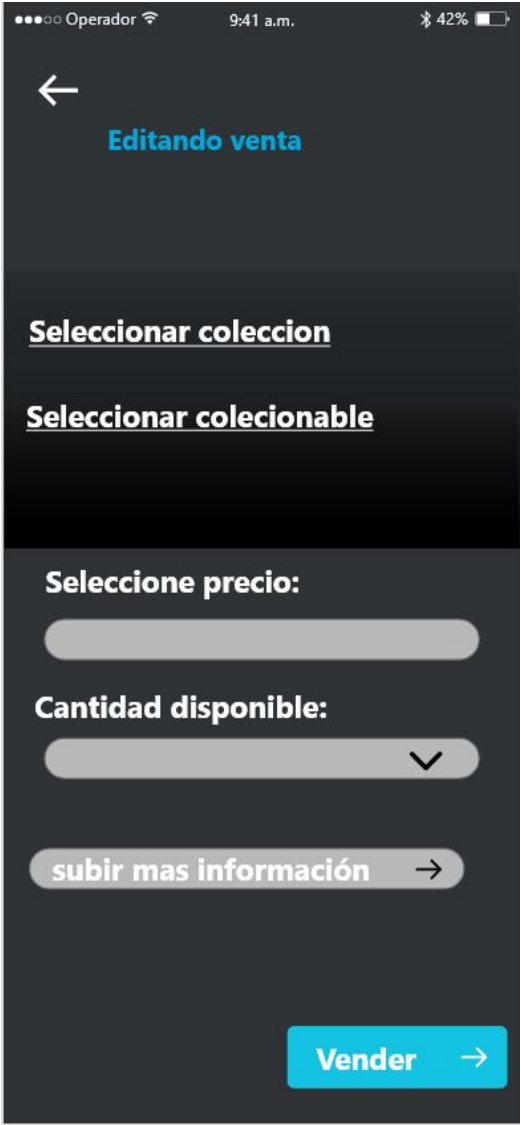 Operador 9:41 a.m. 42%
Editando venta
Seleccionar coleccion
Seleccionar colecionable
Seleccione precio:
Cantidad disponible:
subir mas información
Vender